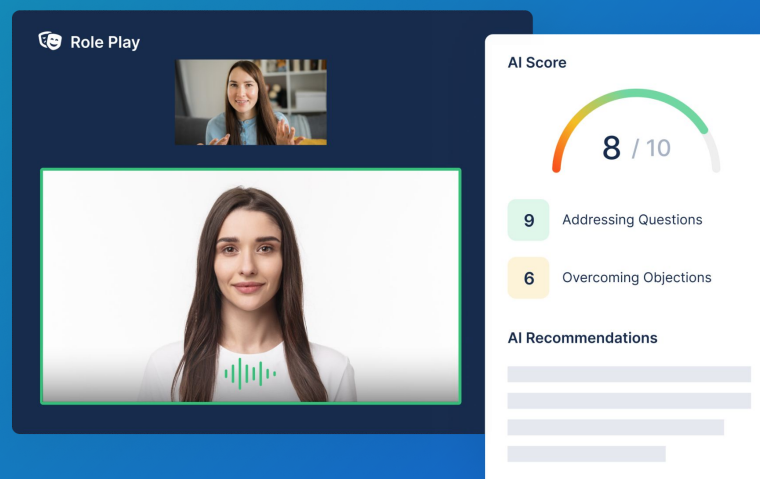 Role Play
AI Score
8 / 10
9 Addressing Questions
6 Overcoming Objections
AI Recommendations